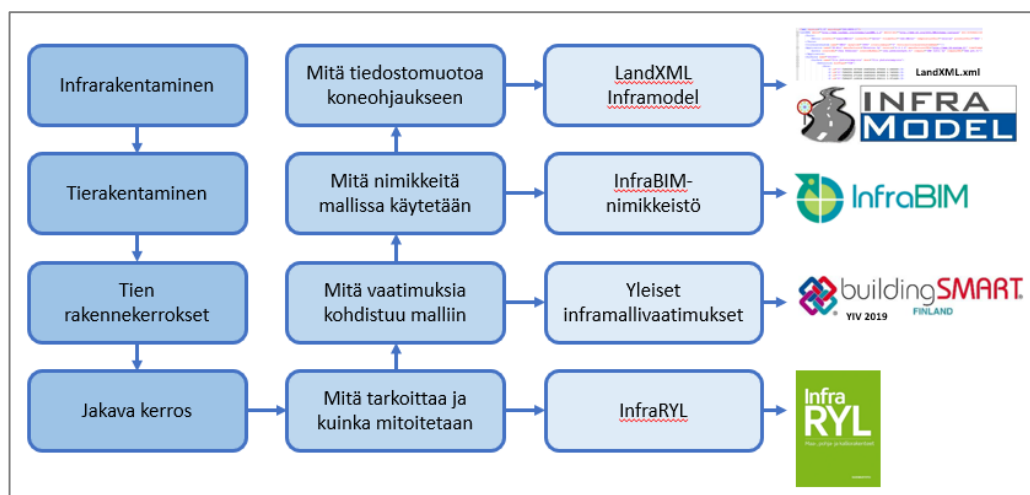 Infrarakentaminen
Mitä tiedostomuotoa
koneohjaukseen
LandXML
Inframodel
LandXML.xml
INFRA
MODEL
Tierakentaminen
Mitä nimikkeitä
mallissa käytetään
InfraBIM-
nimikkeistö
InfraBIM
Tien
rakennekerrokset
Mitä vaatimuksia
kohdistuu malliin
Yleiset
inframallivaatimukset
buildingSMART®
FINLAND
YIV 2019
Jakava kerros
Mitä tarkoittaa ja
kuinka mitoitetaan
InfraRYL
Infra
RYL